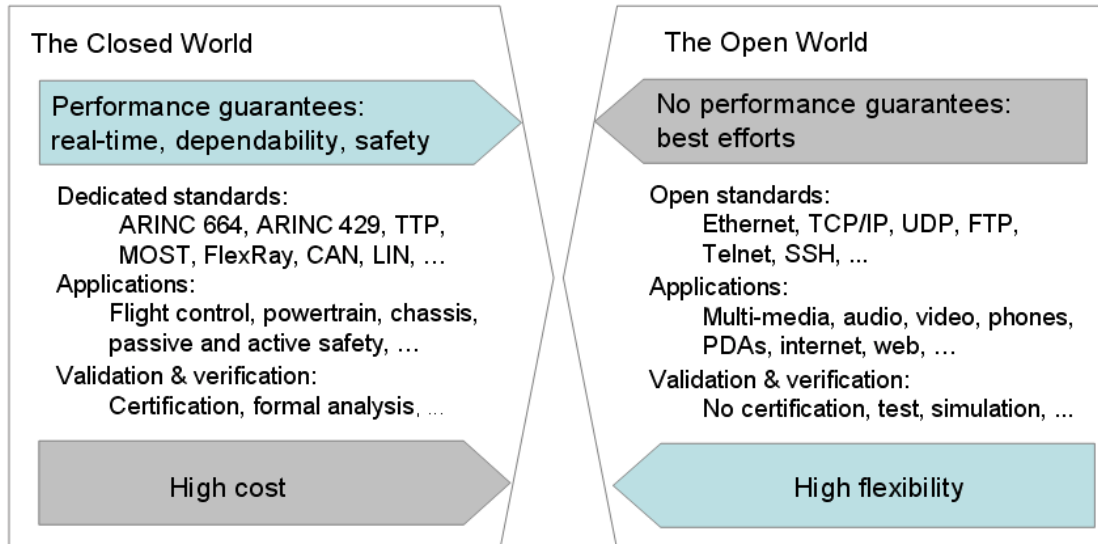 The Closed World
Performance guarantees:
real-time, dependability, safety
Dedicated standards:
ARINC 664, ARINC 429, TTP,
MOST, FlexRay, CAN, LIN, …
Applications:
Flight control, powertrain, chassis,
passive and active safety, …
Validation & verification:
Certification, formal analysis, ...
High cost
The Open World
No performance guarantees:
best efforts
Open standards:
Ethernet, TCP/IP, UDP, FTP,
Telnet, SSH, ...
Applications:
Multi-media, audio, video, phones,
PDAs, internet, web, …
Validation & verification:
No certification, test, simulation, ...
High flexibility